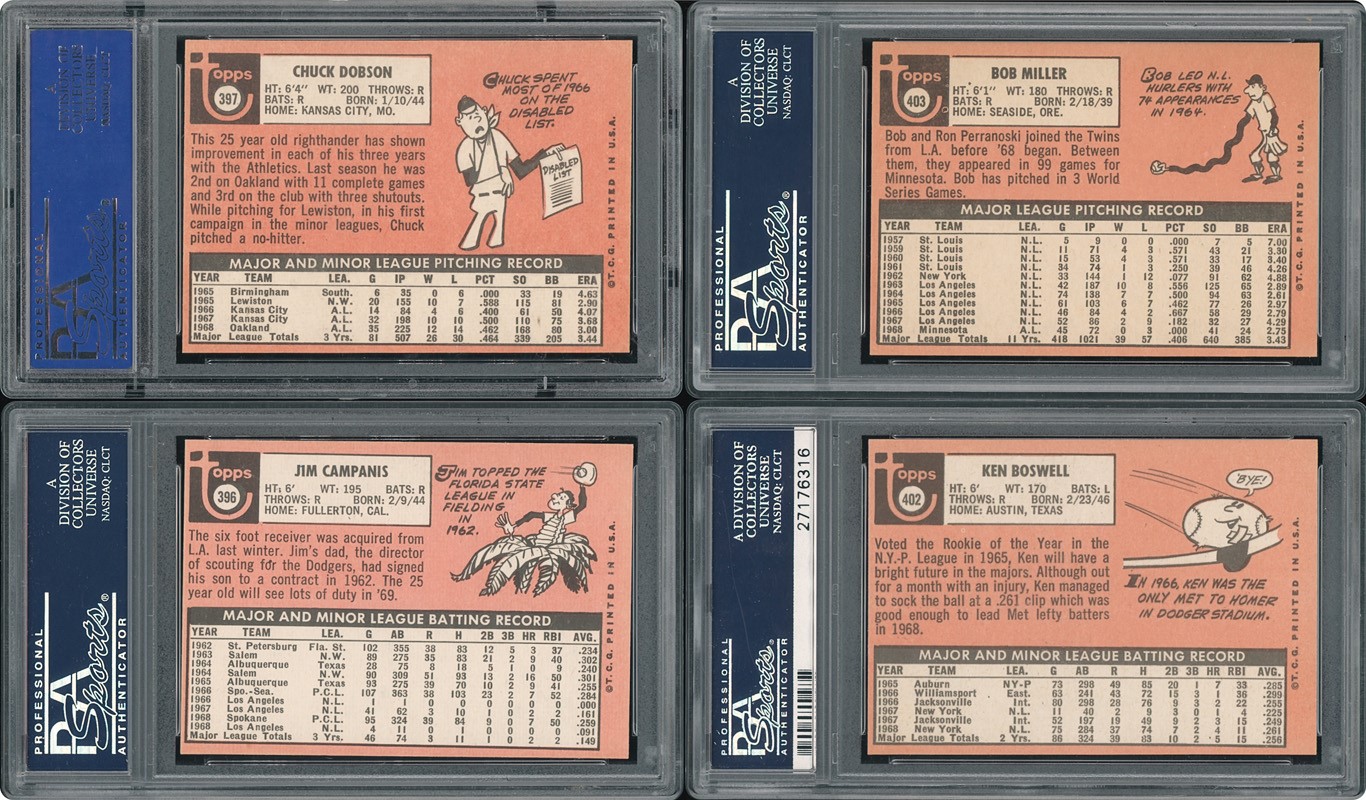 A
DIVISION OF
COLLECTORS
UNIVERSE
NASDAQ: CLCT
PROFESSIONAL
PSA
Sports
AUTHENTICATOR
topps
397
CHUCK DOBSON
HT: 6'4" WT: 200 THROWS: R
BATS: R BORN: 1/10/44
HOME: KANSAS CITY, MO.
CHUCK SPENT
MOST OF 1966
ON THE
DISABLED
LIST.
DISABLED
LIST
This 25 year old righthander has shown
improvement in each of his three years
with the Athletics. Last season he was
2nd on Oakland with 11 complete games
and 3rd on the club with three shutouts.
While pitching for Lewiston, in his first
campaign in the minor leagues, Chuck
pitched a no-hitter.
MAJOR AND MINOR LEAGUE PITCHING RECORD
YEAR TEAM LEA. G IP W L PCT SO BB ERA
1965 Birmingham South. 6 35 0 6 .000 33 19 4.63
1965 Lewiston N.W. 20 155 10 7 .588 115 81 2.90
1966 Kansas City A.L. 14 84 4 6 .400 61 50 4.07
1967 Kansas City A.L. 32 198 10 10 .500 110 75 3.68
1968 Oakland A.L. 35 225 12 14 .462 168 80 3.00
Major League Totals 3 Yrs. 81 507 26 30 .464 339 205 3.44
©T.C.G. PRINTED IN U.S.A.
A
DIVISION OF
COLLECTORS
UNIVERSE
NASDAQ: CLCT
PROFESSIONAL
PSA
Sports®
AUTHENTICATOR
topps
403
BOB MILLER
HT: 6'1" WT: 180 THROWS: R
BATS: R BORN: 2/18/39
HOME: SEASIDE, ORE.
BOB LED N.L.
HURLERS WITH
74 APPEARANCES
IN 1964.
Bob and Ron Perranoski joined the Twins
from L.A. before '68 began. Between
them, they appeared in 99 games for
Minnesota. Bob has pitched in 3 World
Series Games.
MAJOR LEAGUE PITCHING RECORD
YEAR TEAM LEA. G IP W L PCT SO BB ERA
1957 St. Louis N.L. 5 9 0 0 .000 7 5 7.00
1959 St. Louis N.L. 11 71 4 3 .571 43 21 3.30
1960 St. Louis N.L. 15 53 4 3 .571 33 17 3.40
1961 St. Louis N.L. 34 74 1 3 .250 39 46 4.26
1962 New York N.L. 33 144 1 12 .077 91 62 4.88
1963 Los Angeles N.L. 42 187 10 8 .556 125 65 2.89
1964 Los Angeles N.L. 74 138 7 7 .500 94 63 2.61
1965 Los Angeles N.L. 61 103 6 7 .462 77 26 2.97
1966 Los Angeles N.L. 46 84 4 2 .667 58 29 2.79
1967 Los Angeles N.L. 52 86 2 9 .182 32 27 4.29
1968 Minnesota A.L. 45 72 0 3 .000 41 24 2.75
Major League Totals 11 Yrs. 418 1021 39 57 .406 640 385 3.43
©T.C.G. PRINTED IN U.S.A.
A
DIVISION OF
COLLECTORS
UNIVERSE
NASDAQ: CLCT
PROFESSIONAL
PSA
Sports®
AUTHENTICATOR
topps
396
JIM CAMPANIS
HT: 6' WT: 195 BATS: R
THROWS: R BORN: 2/9/44
HOME: FULLERTON, CAL.
JIM TOPPED THE
FLORIDA STATE
LEAGUE IN
FIELDING
IN
1962.
The six foot receiver was acquired from
L.A. last winter. Jim's dad, the director
of scouting for the Dodgers, had signed
his son to a contract in 1962. The 25
year old will see lots of duty in '69.
MAJOR AND MINOR LEAGUE BATTING RECORD
YEAR TEAM LEA. G AB R H 2B 3B HR RBI AVG.
1962 St. Petersburg Fla. St. 102 355 38 83 12 5 3 37 .234
1963 Salem N.W. 89 275 35 83 21 2 9 40 .302
1964 Albuquerque Texas 28 75 8 18 5 1 0 9 .240
1964 Salem N.W. 90 309 51 93 13 2 16 50 .301
1965 Albuquerque Texas 93 275 39 70 10 2 9 41 .255
1966 Spo.-Sea. P.C.L. 107 363 38 103 23 2 7 52 .284
1966 Los Angeles N.L. 1 1 0 0 0 0 0 0 .000
1967 Los Angeles N.L. 41 62 3 10 1 0 2 2 .161
1968 Spokane P.C.L. 95 324 39 84 9 0 7 50 .259
1968 Los Angeles N.L. 4 11 0 1 0 0 0 0 .091
Major League Totals 3 Yrs. 46 74 3 11 1 0 2 2 .149
©T.C.G. PRINTED IN U.S.A.
A DIVISION OF
COLLECTORS
UNIVERSE
NASDAQ: CLCT
27176316
PROFESSIONAL
PSA
Sports®
AUTHENTICATOR
topps
402
KEN BOSWELL
HT: 6' WT: 170 BATS: L
THROWS: R BORN: 2/23/46
HOME: AUSTIN, TEXAS
'BYE!
IN 1966, KEN WAS THE
ONLY MET TO HOMER
IN DODGER STADIUM.
Voted the Rookie of the Year in the
N.Y.-P. League in 1965, Ken will have a
bright future in the majors. Although out
for a month with an injury, Ken managed
to sock the ball at a .261 clip which was
good enough to lead Met lefty batters
in 1968.
MAJOR AND MINOR LEAGUE BATTING RECORD
YEAR TEAM LEA. G AB R H 2B 3B HR RBI AVG.
1965 Auburn NY-P 73 298 49 85 20 1 7 33 .285
1966 Williamsport East. 63 241 43 72 15 3 1 36 .299
1966 Jacksonville Int. 80 298 28 76 9 3 2 22 .255
1967 New York N.L. 11 40 2 9 3 0 1 4 .225
1967 Jacksonville Int. 52 197 19 49 9 2 3 15 .249
1968 New York N.L. 75 284 37 74 7 2 4 11 .261
Major League Totals 2 Yrs. 86 324 39 83 10 2 5 15 .256
©T.C.G. PRINTED IN U.S.A.